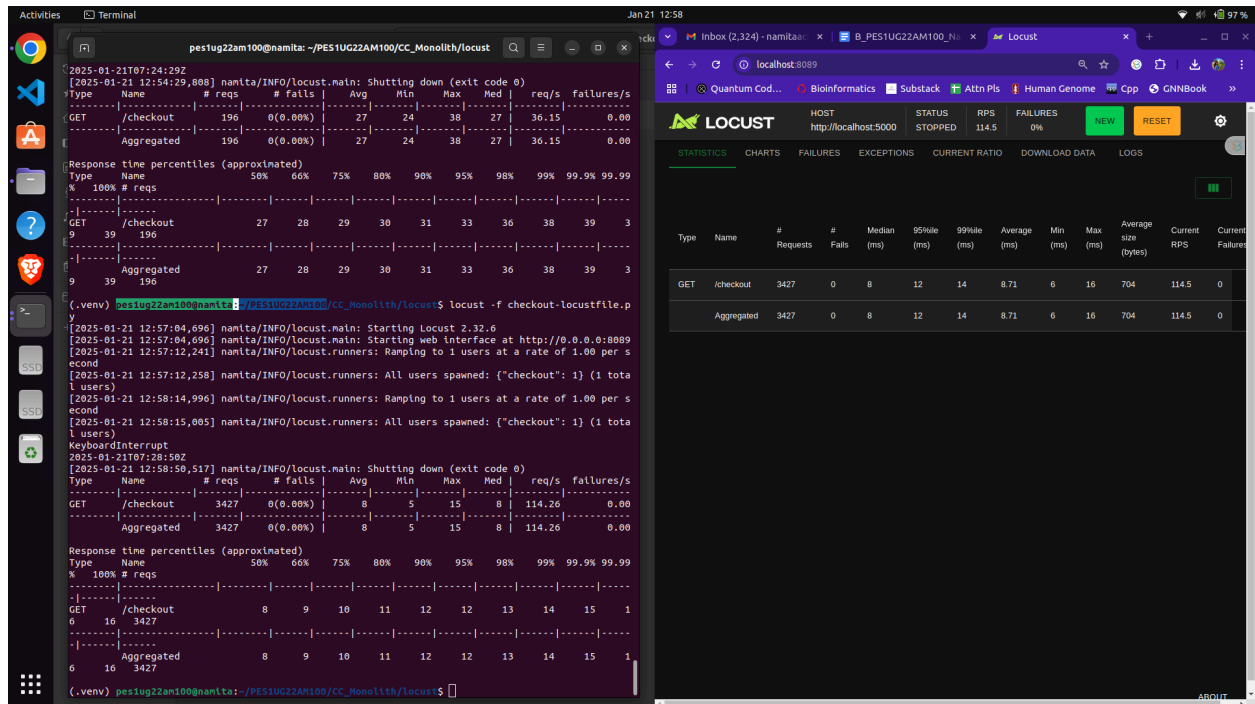 Activities
Terminal
Jan 21 12:58
97 %
pes1ug22am100@namita: ~/PES1UG22AM100/CC_Monolith/locust
2025-01-21T07:24:29Z
[2025-01-21 12:54:29,808] namita/INFO/locust.main: Shutting down (exit code 0)
Type     Name          # reqs      # fails |    Avg     Min     Max    Med |   req/s  failures/s
--------|------------|-------|-------------|-------|-------|-------|-------|--------|-----------
GET      /checkout        196     0(0.00%) |     27      24      38     27 |   36.15        0.00
--------|------------|-------|-------------|-------|-------|-------|-------|--------|-----------
Aggregated       196     0(0.00%) |     27      24      38     27 |   36.15        0.00
Response time percentiles (approximated)
Type     Name                  50%    66%    75%    80%    90%    95%    98%    99%  99.9% 99.99
%   100% # reqs
--------|----------------|--------|------|------|------|------|------|------|------|------|-----
-|------|------
GET      /checkout              27     28     29     30     31     33     36     38     39     3
9     39    196
--------|----------------|--------|------|------|------|------|------|------|------|------|-----
-|------|------
Aggregated             27     28     29     30     31     33     36     38     39     3
9     39    196
(.venv) pes1ug22am100@namita:~/PES1UG22AM100/CC_Monolith/locust$ locust -f checkout-locustfile.p
y
[2025-01-21 12:57:04,696] namita/INFO/locust.main: Starting Locust 2.32.6
[2025-01-21 12:57:04,696] namita/INFO/locust.main: Starting web interface at http://0.0.0.0:8089
[2025-01-21 12:57:12,241] namita/INFO/locust.runners: Ramping to 1 users at a rate of 1.00 per s
econd
[2025-01-21 12:57:12,258] namita/INFO/locust.runners: All users spawned: {"checkout": 1} (1 tota
l users)
[2025-01-21 12:58:14,996] namita/INFO/locust.runners: Ramping to 1 users at a rate of 1.00 per s
econd
[2025-01-21 12:58:15,005] namita/INFO/locust.runners: All users spawned: {"checkout": 1} (1 tota
l users)
KeyboardInterrupt
2025-01-21T07:28:50Z
[2025-01-21 12:58:50,517] namita/INFO/locust.main: Shutting down (exit code 0)
Type     Name          # reqs      # fails |    Avg     Min     Max    Med |   req/s  failures/s
--------|------------|-------|-------------|-------|-------|-------|-------|--------|-----------
GET      /checkout       3427     0(0.00%) |      8       5      15      8 |  114.26        0.00
--------|------------|-------|-------------|-------|-------|-------|-------|--------|-----------
Aggregated      3427     0(0.00%) |      8       5      15      8 |  114.26        0.00
Response time percentiles (approximated)
Type     Name                  50%    66%    75%    80%    90%    95%    98%    99%  99.9% 99.99
%   100% # reqs
--------|----------------|--------|------|------|------|------|------|------|------|------|-----
-|------|------
GET      /checkout               8      9     10     11     12     12     13     14     15     1
6     16   3427
--------|----------------|--------|------|------|------|------|------|------|------|------|-----
-|------|------
Aggregated              8      9     10     11     12     12     13     14     15     1
6     16   3427
(.venv) pes1ug22am100@namita:~/PES1UG22AM100/CC_Monolith/locust$
SSD
SSD
Inbox (2,324) - namitaac
B_PES1UG22AM100_Na
Locust
localhost:8089
Quantum Cod...
Bioinformatics
Substack
Attn Pls
Human Genome
Cpp
GNNBook
LOCUST
HOST
http://localhost:5000
STATUS
STOPPED
RPS
114.5
FAILURES
0%
NEW
RESET
STATISTICS CHARTS FAILURES EXCEPTIONS CURRENT RATIO DOWNLOAD DATA LOGS
Type Name # Requests # Fails Median (ms) 95%ile (ms) 99%ile (ms) Average (ms) Min (ms) Max (ms) Average size (bytes) Current RPS Current Failures
GET /checkout 3427 0 8 12 14 8.71 6 16 704 114.5 0
Aggregated 3427 0 8 12 14 8.71 6 16 704 114.5 0
ABOUT